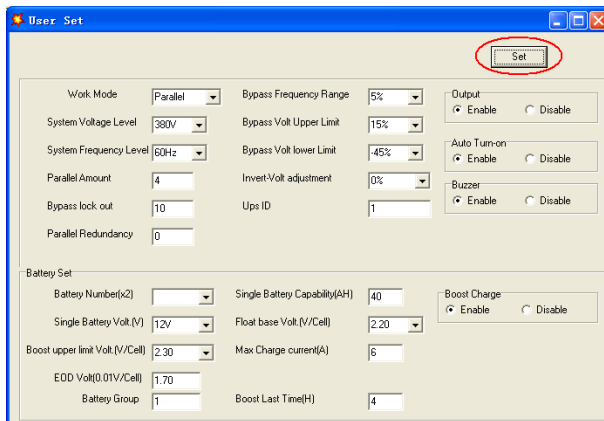 User Set
Set
Work Mode Parallel Bypass Frequency Range 5% Output
Enable Disable
System Voltage Level 380V Bypass Volt Upper Limit 15%
Auto Turn-on
System Frequency Level 60Hz Bypass Volt lower Limit -45% Enable Disable
Parallel Amount 4 Invert-Volt adjustment 0%
Buzzer
Bypass lock out 10 Ups ID 1 Enable Disable
Parallel Redundancy 0
Battery Set
Battery Number(x2) Single Battery Capability(AH) 40 Boost Charge
Enable Disable
Single Battery Volt.(V) 12V Float base Volt.(V/Cell) 2.20
Boost upper limit Volt.(V/Cell) 2.30 Max Charge current(A) 6
EOD Volt(0.01V/Cell) 1.70
Battery Group 1 Boost Last Time(H) 4